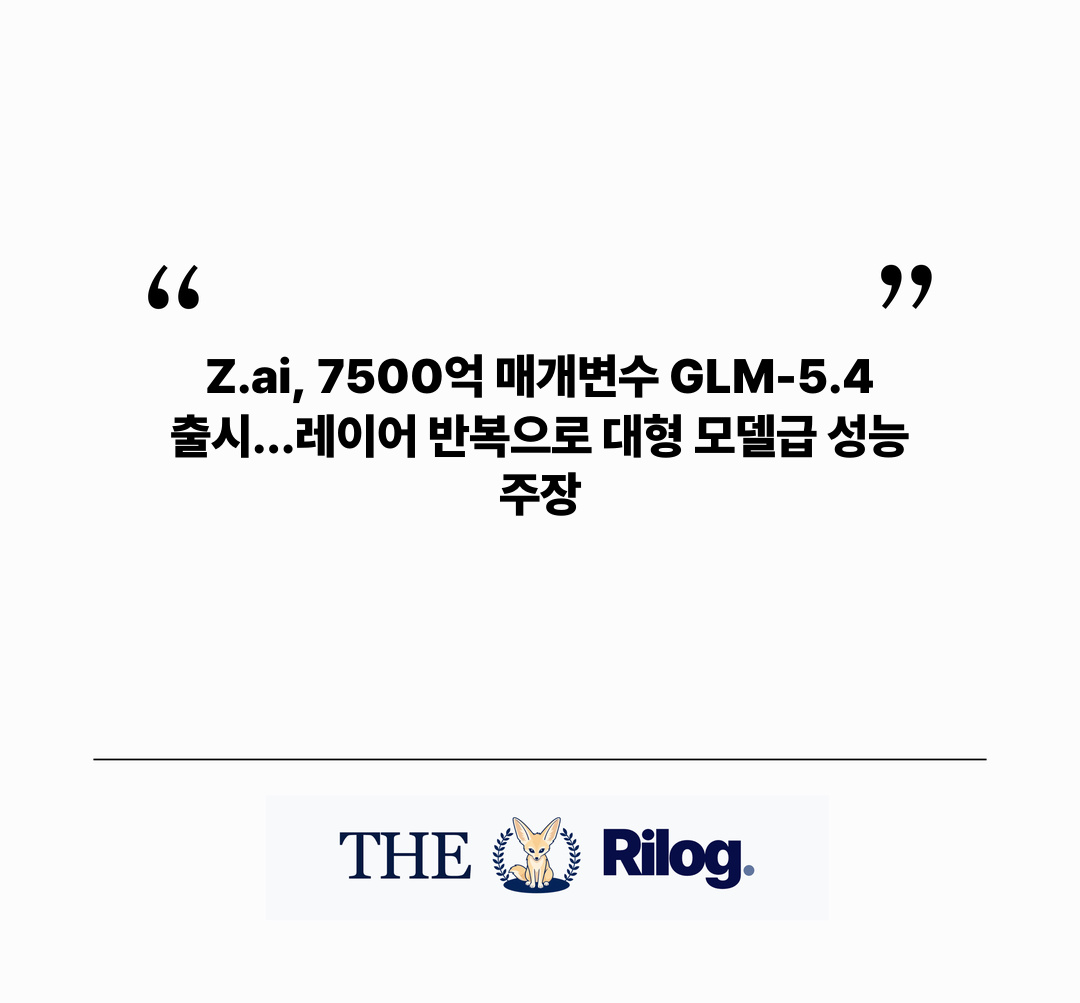 “ ”
Z.ai, 7500억 매개변수 GLM-5.4
출시...레이어 반복으로 대형 모델급 성능
주장
THE Rilog.